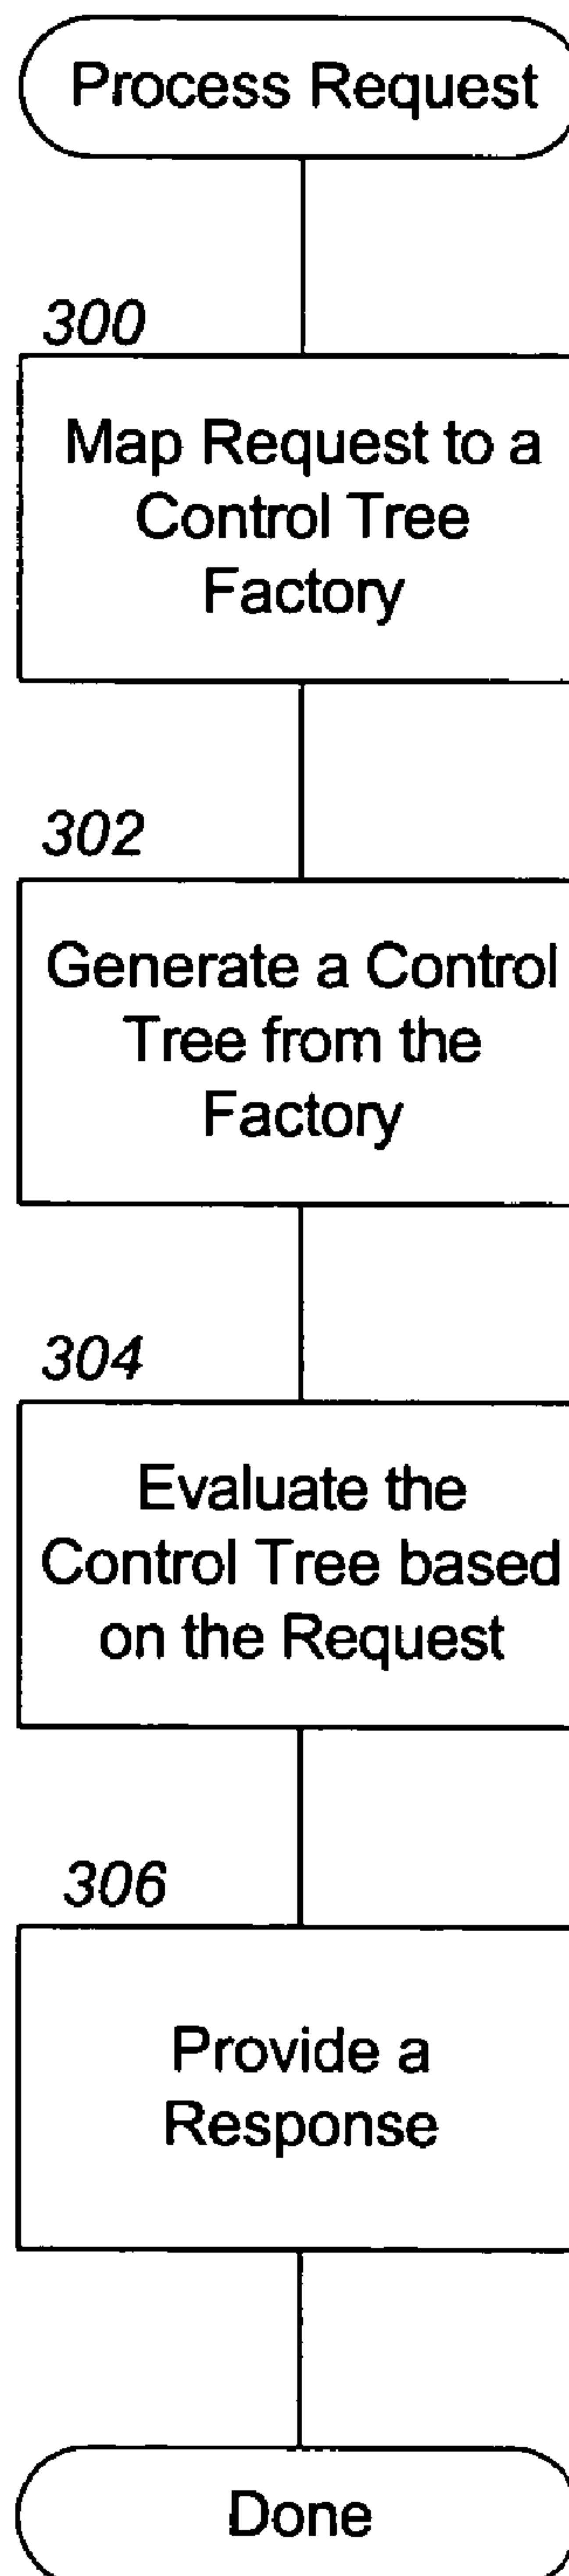 Process Request
300
Map Request to a
Control Tree
Factory
302
Generate a Control
Tree from the
Factory
304
Evaluate the
Control Tree based
on the Request
306
Provide a
Response
Done